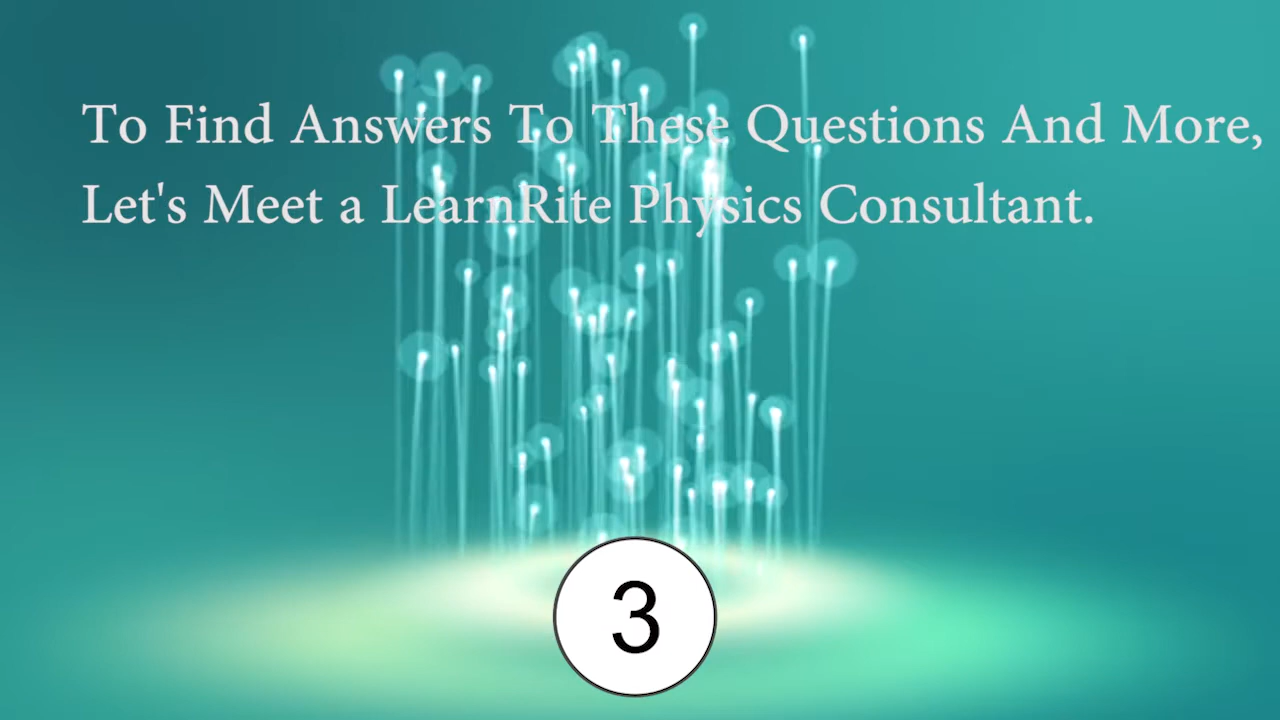 To Find Answers To These Questions And More,
Let's Meet a LearnRite Physics Consultant.
3